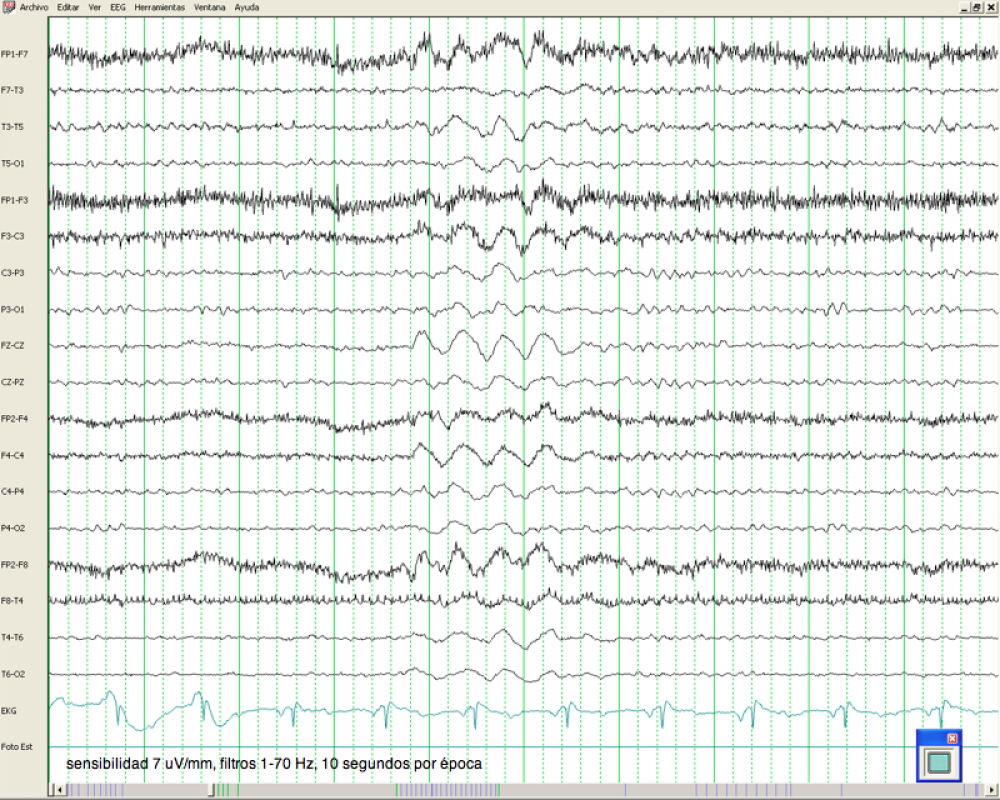 Archivo Editar Ver EEG Herramientas Ventana Ayuda
FP1-F7
F7-T3
T3-T5
T5-O1
FP1-F3
F3-C3
C3-P3
P3-O1
FZ-CZ
CZ-PZ
FP2-F4
F4-C4
C4-P4
P4-O2
FP2-F8
F8-T4
T4-T6
T6-O2
EKG
Foto Est
sensibilidad 7 uV/mm, filtros 1-70 Hz, 10 segundos por época